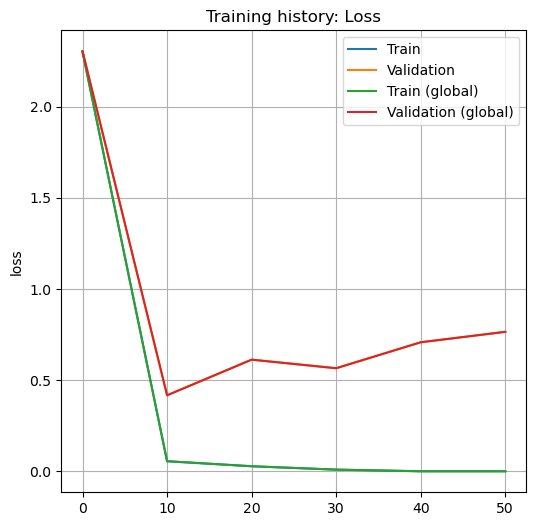 Training history: Loss
Train
Validation
Train (global)
Validation (global)
2.0
1.5
1.0
0.5
0.0
loss
0 10 20 30 40 50